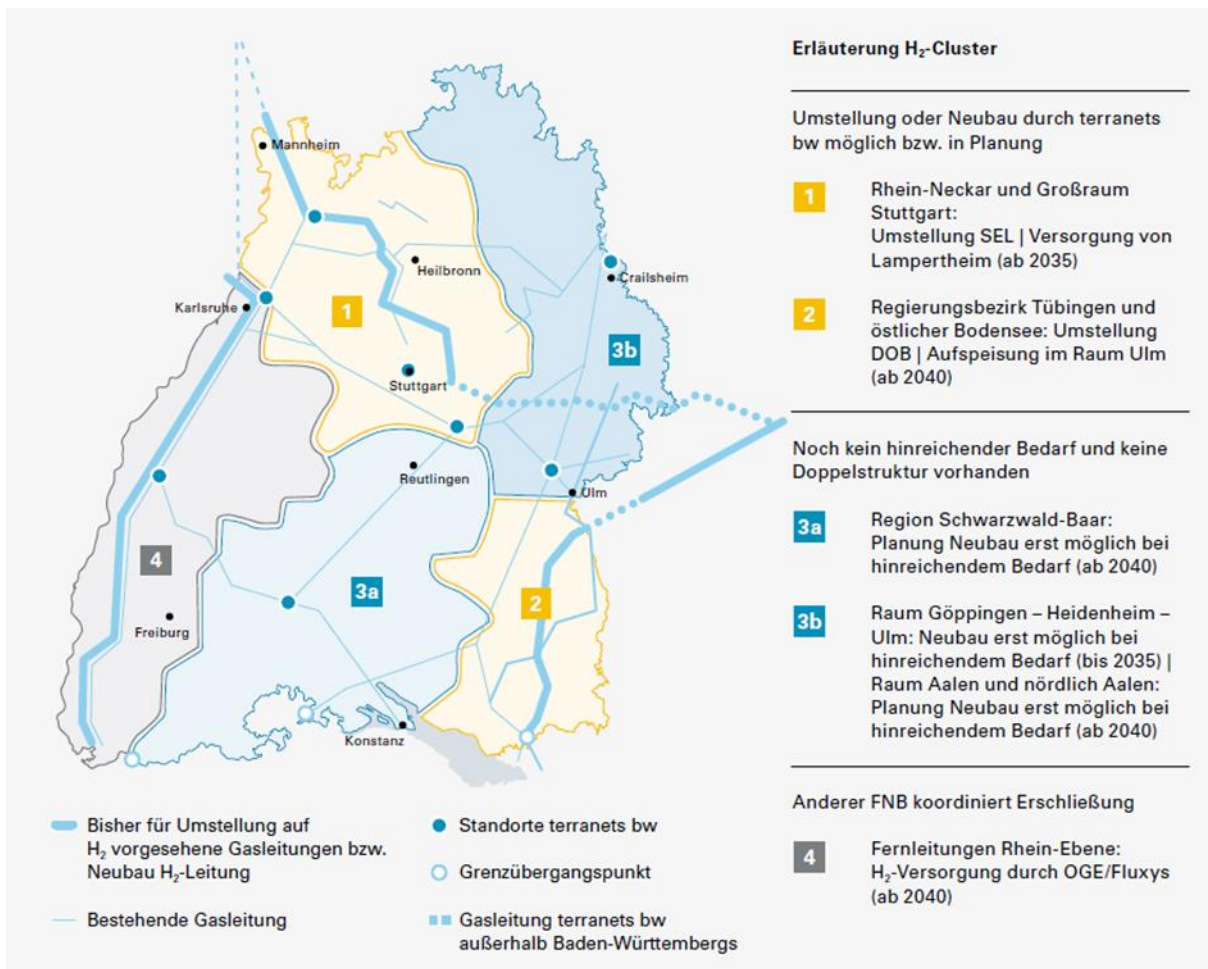 Mannheim
Heilbronn
Crailsheim
Karlsruhe
1
3b
Stuttgart
Reutlingen
Ulm
4
3a
2
Freiburg
Konstanz
Bisher für Umstellung auf
H₂ vorgesehene Gasleitungen bzw.
Neubau H₂-Leitung
Bestehende Gasleitung
Standorte terranets bw
Grenzübergangspunkt
Gasleitung terranets bw
außerhalb Baden-Württembergs
Erläuterung H₂-Cluster
Umstellung oder Neubau durch terranets
bw möglich bzw. in Planung
1
Rhein-Neckar und Großraum
Stuttgart:
Umstellung SEL | Versorgung von
Lampertheim (ab 2035)
2
Regierungsbezirk Tübingen und
östlicher Bodensee: Umstellung
DOB | Aufspeisung im Raum Ulm
(ab 2040)
Noch kein hinreichender Bedarf und keine
Doppelstruktur vorhanden
3a
Region Schwarzwald-Baar:
Planung Neubau erst möglich bei
hinreichendem Bedarf (ab 2040)
3b
Raum Göppingen – Heidenheim –
Ulm: Neubau erst möglich bei
hinreichendem Bedarf (bis 2035) |
Raum Aalen und nördlich Aalen:
Planung Neubau erst möglich bei
hinreichendem Bedarf (ab 2040)
Anderer FNB koordiniert Erschließung
4
Fernleitungen Rhein-Ebene:
H₂-Versorgung durch OGE/Fluxys
(ab 2040)